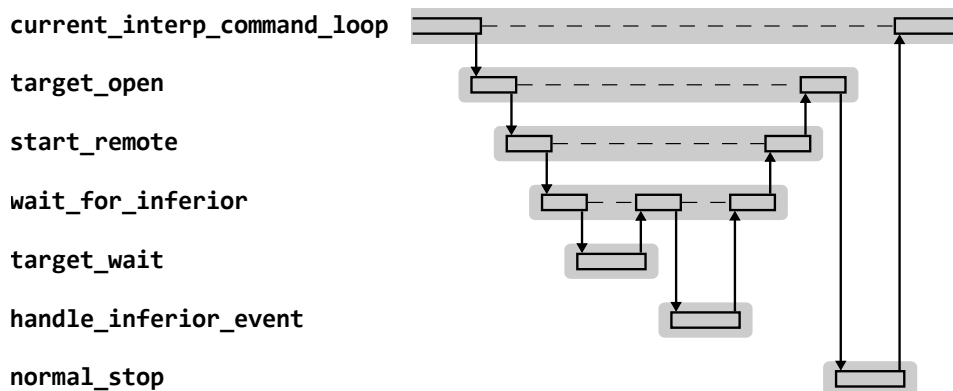 current_interp_command_loop
target_open
start_remote
wait_for_inferior
target_wait
handle_inferior_event
normal_stop